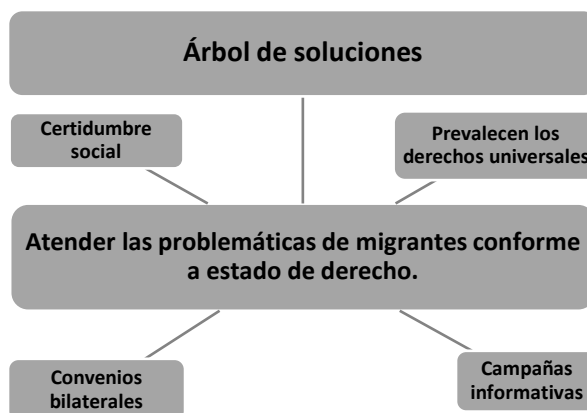 Árbol de soluciones
Certidumbre
social
Prevalecen los
derechos universales
Atender las problemáticas de migrantes conforme
a estado de derecho.
Convenios
bilaterales
Campañas
informativas